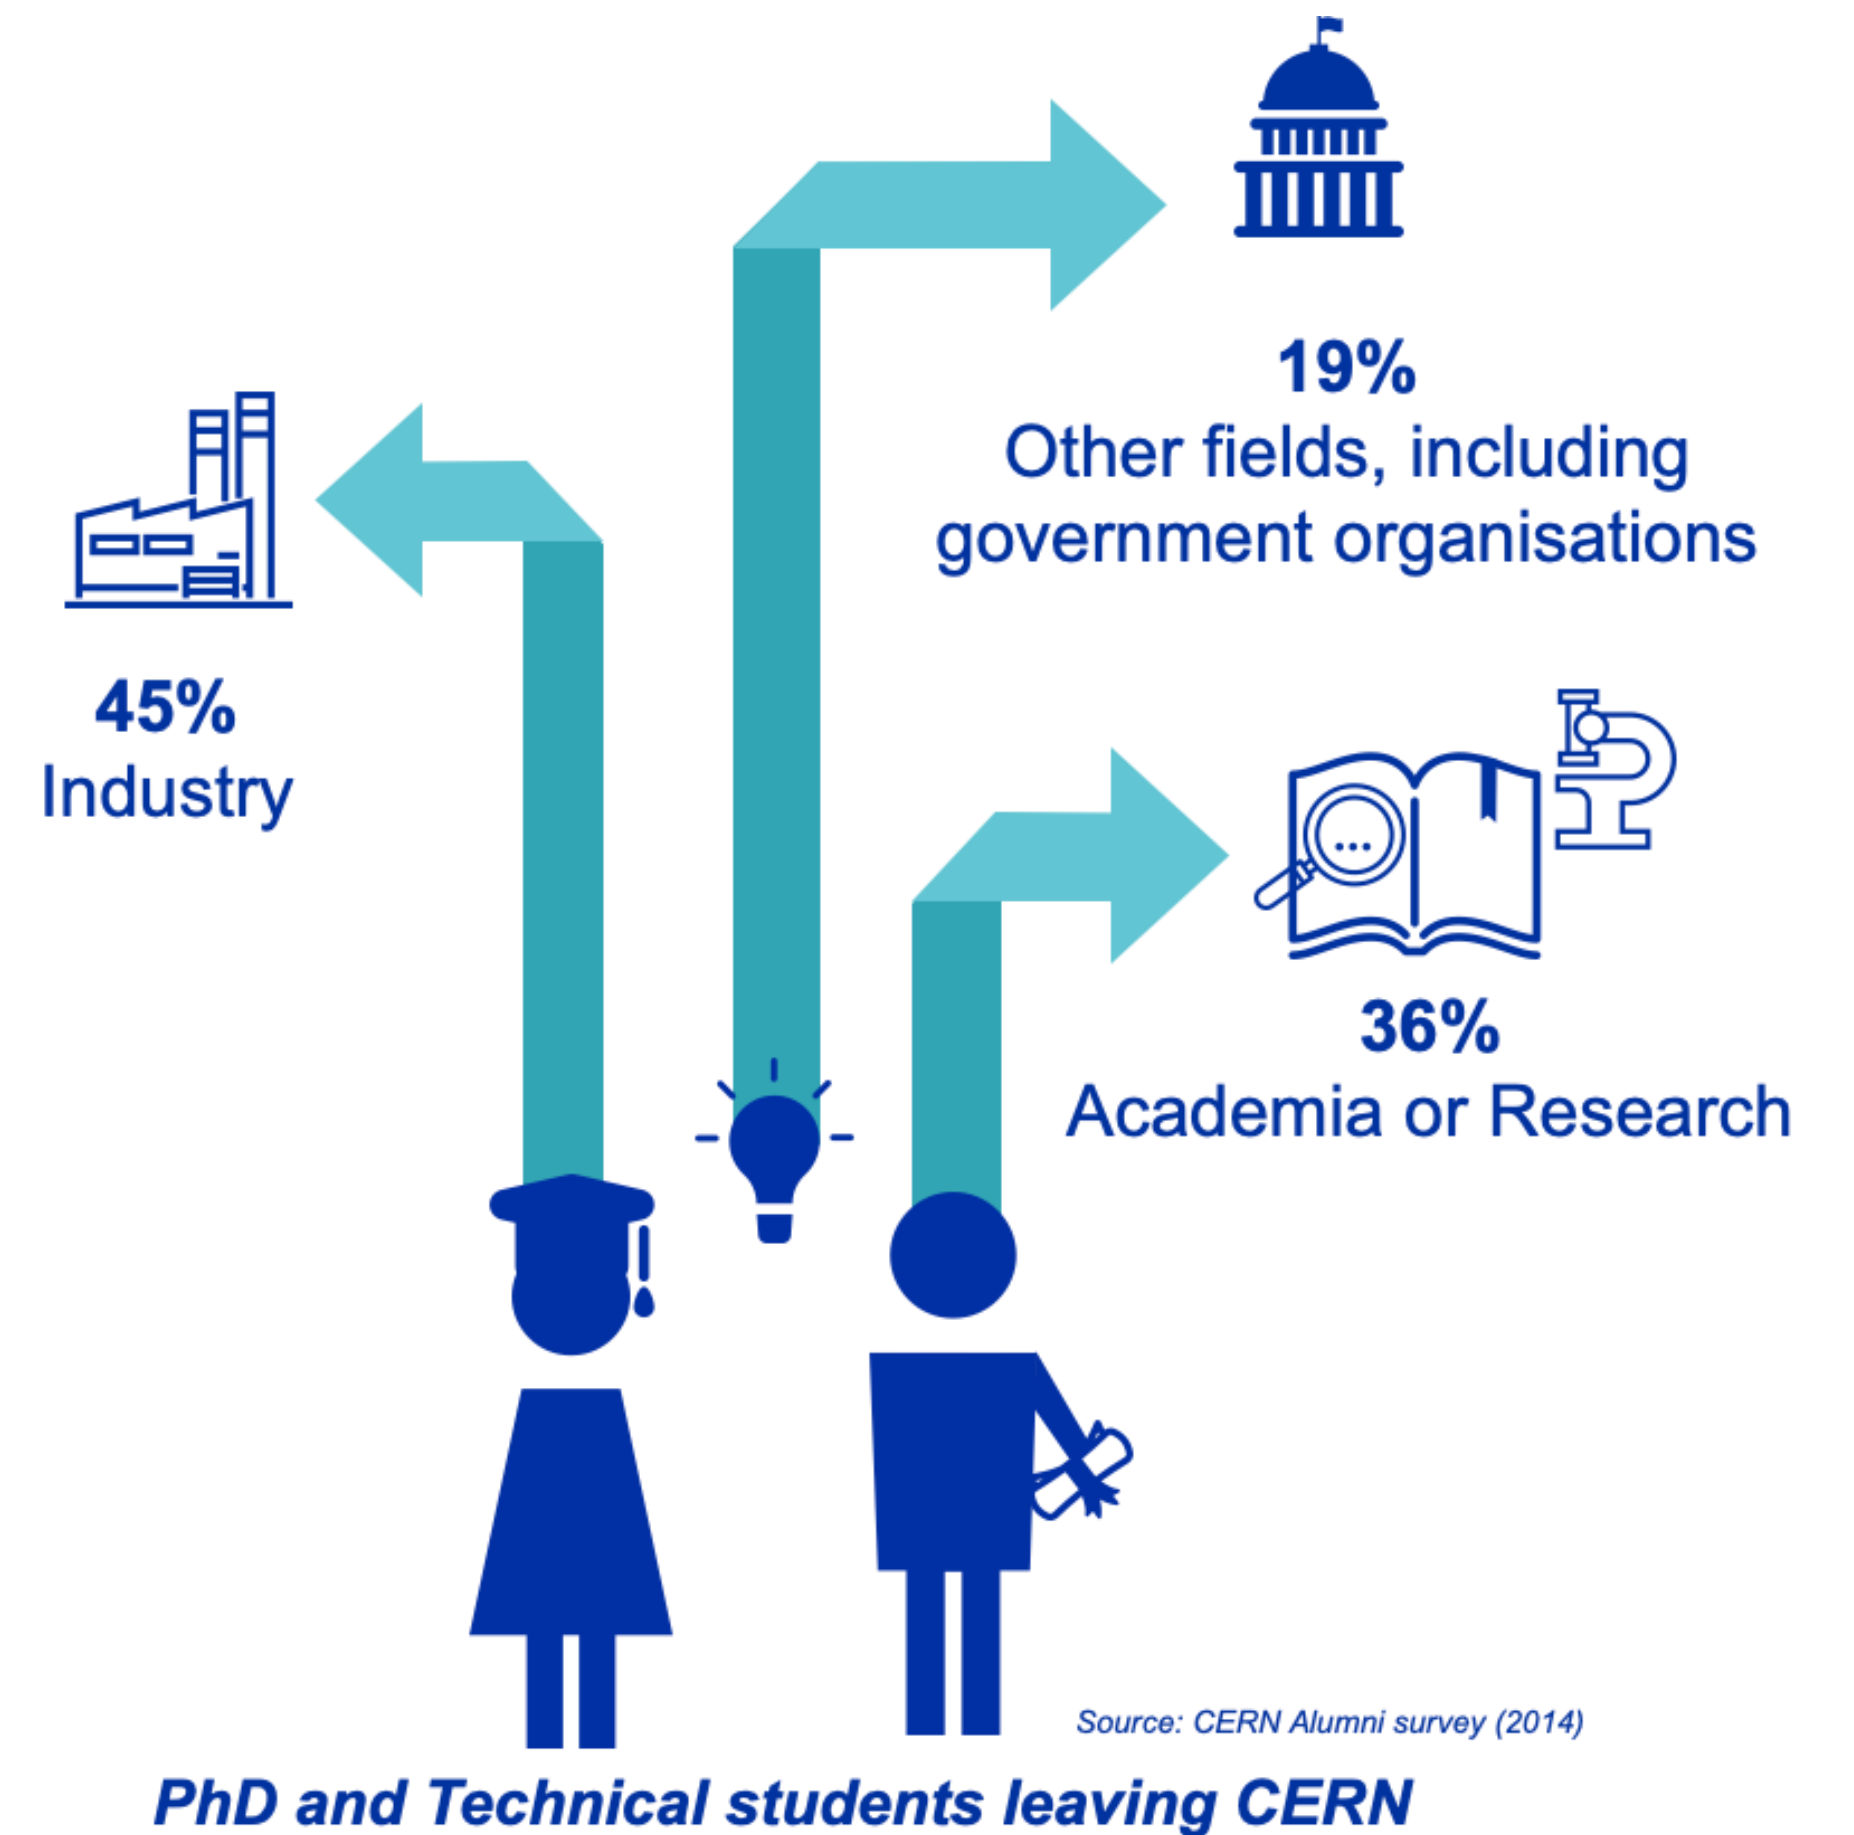 19%
Other fields, including
government organisations
45%
Industry
36%
Academia or Research
Source: CERN Alumni survey (2014)
PhD and Technical students leaving CERN